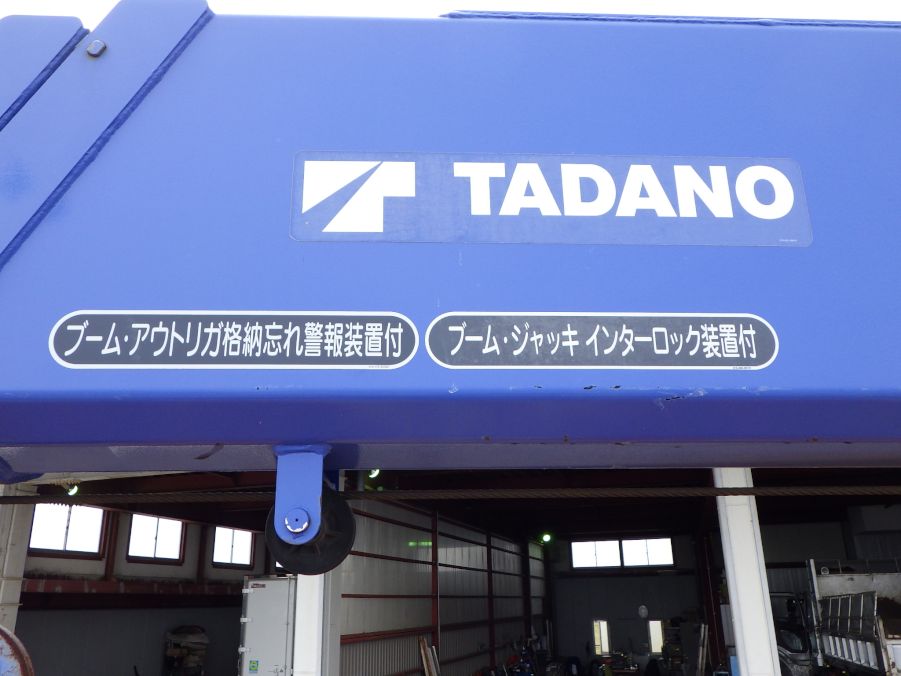 TADANO
ブーム・アウトリガ格納忘れ警報装置付
ブーム・ジャッキ インターロック装置付